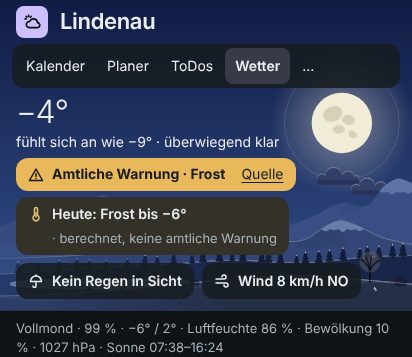 Lindenau
Kalender Planer ToDos Wetter ...
−4°
fühlt sich an wie −9° · überwiegend klar
Amtliche Warnung · Frost Quelle
Heute: Frost bis −6°
· berechnet, keine amtliche Warnung
Kein Regen in Sicht Wind 8 km/h NO
Vollmond · 99 % · −6° / 2° · Luftfeuchte 86 % · Bewölkung 10
% · 1027 hPa · Sonne 07:38–16:24